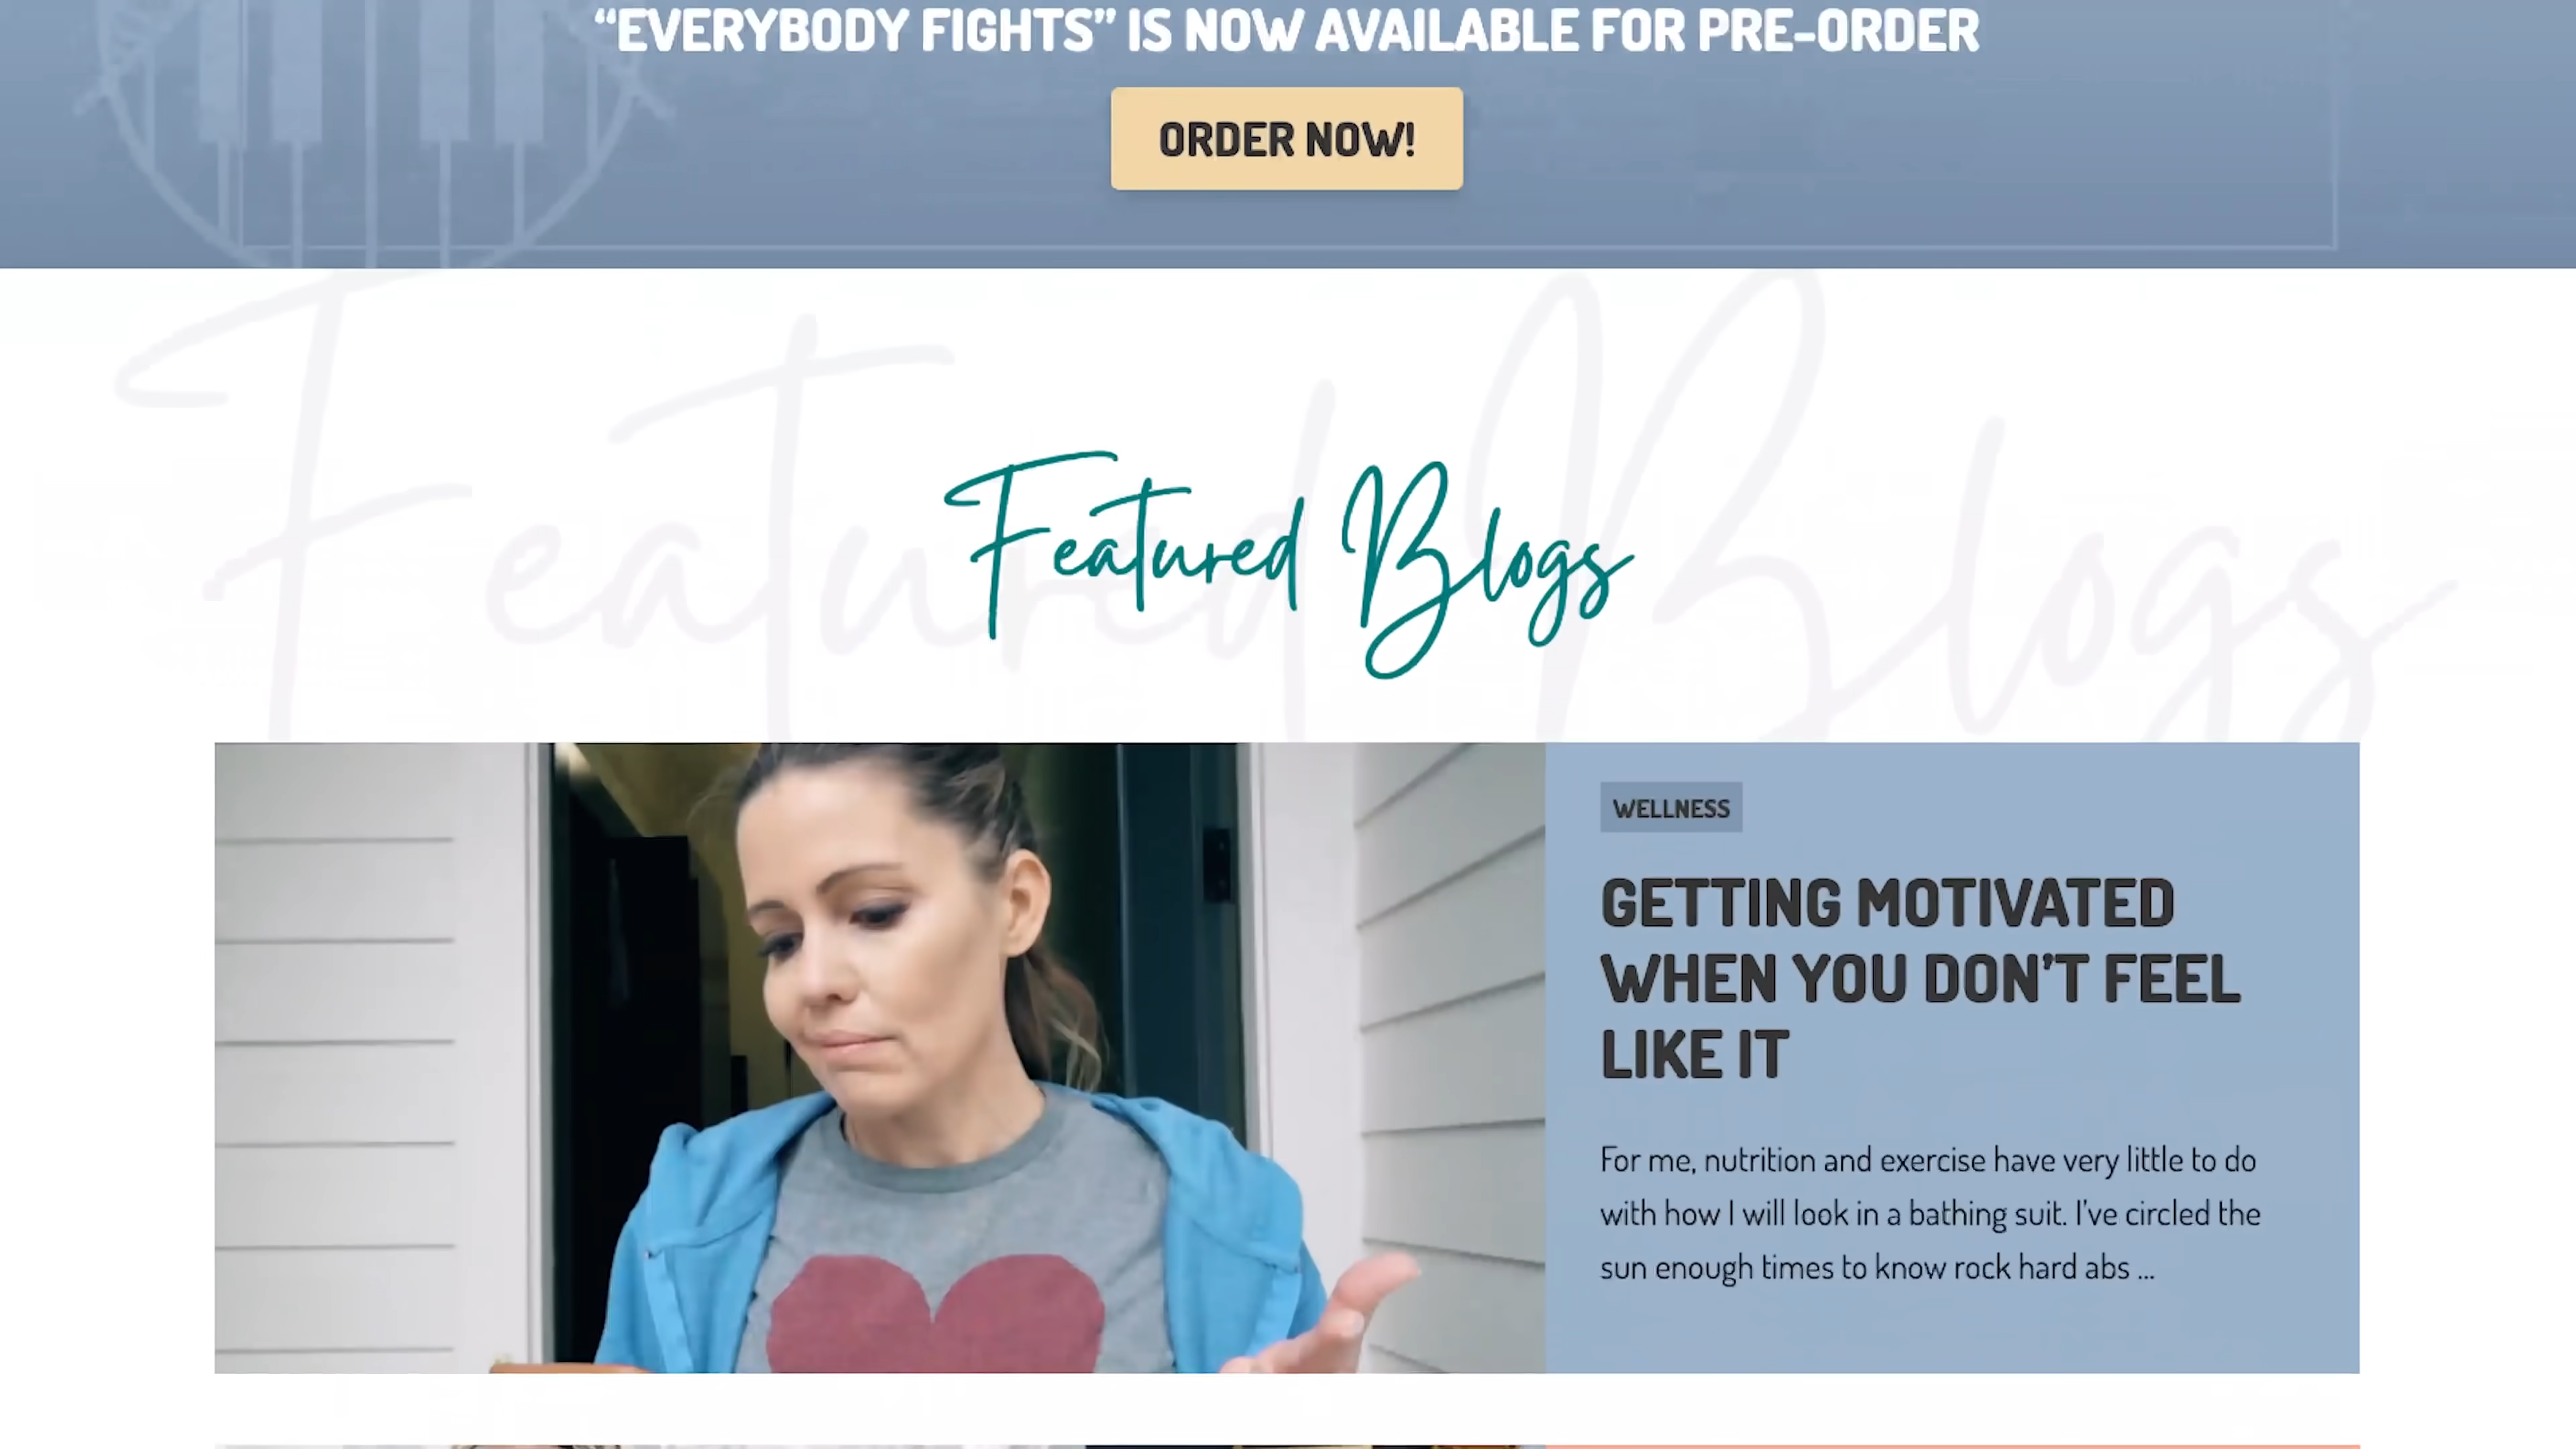 “EVERYBODY FIGHTS” IS NOW AVAILABLE FOR PRE-ORDER
ORDER NOW!
Featured Blogs
Featured Blogs
WELLNESS
GETTING MOTIVATED
WHEN YOU DON’T FEEL
LIKE IT
For me, nutrition and exercise have very little to do
with how I will look in a bathing suit. I’ve circled the
sun enough times to know rock hard abs ...